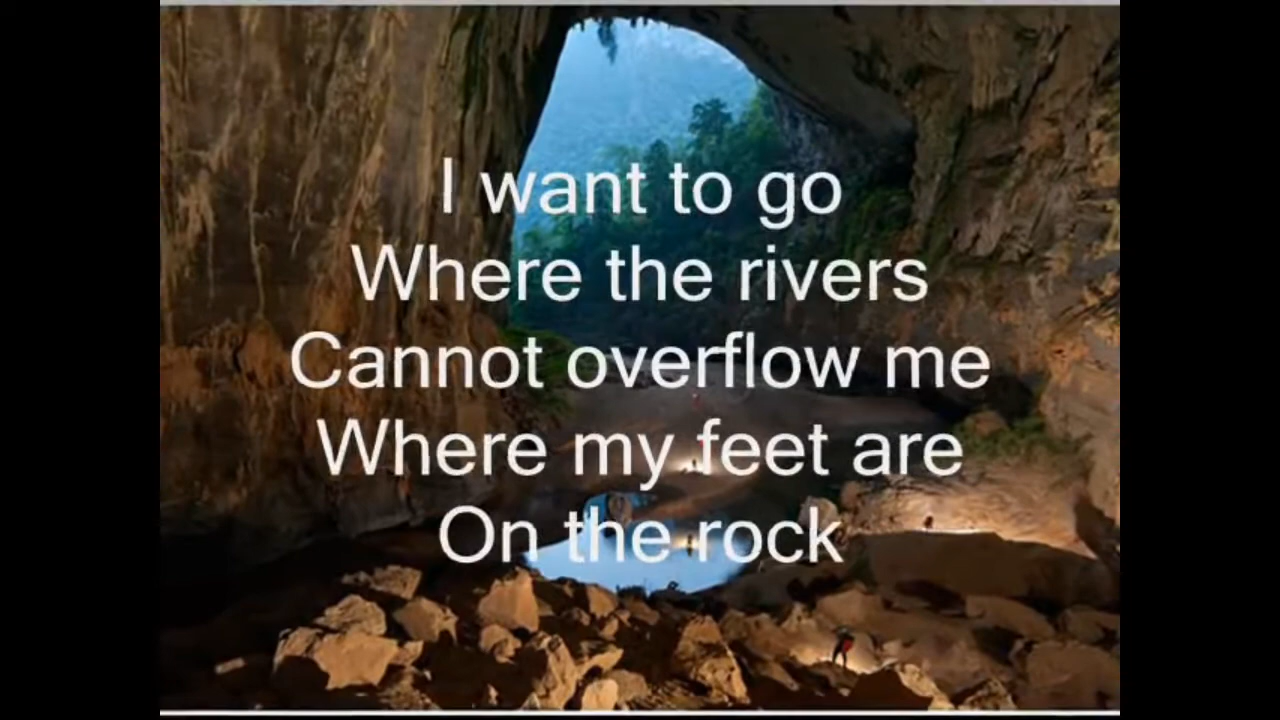 I want to go
Where the rivers
Cannot overflow me
Where my feet are
On the rock